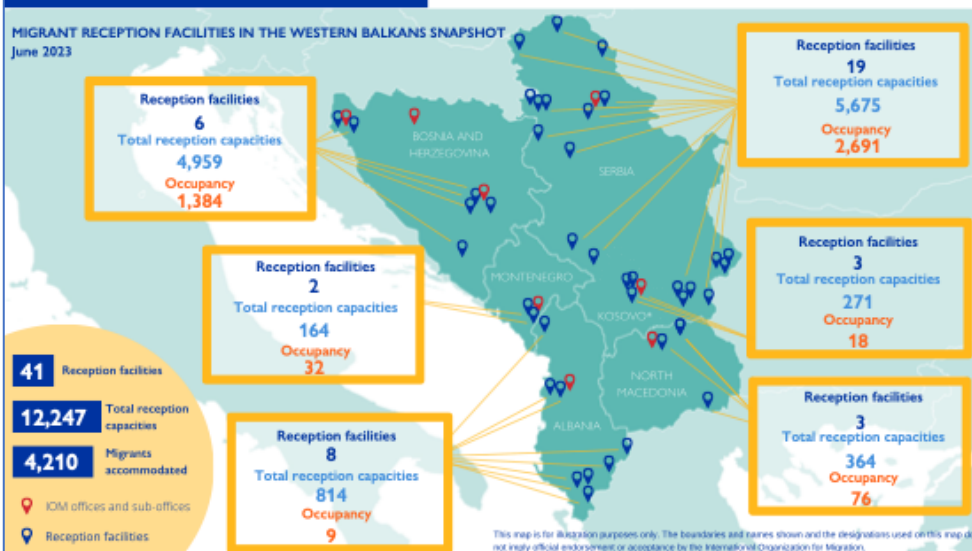 MIGRANT RECEPTION FACILITIES IN THE WESTERN BALKANS SNAPSHOT
June 2023
Reception facilities
6
Total reception capacities
4,959
Occupancy
1,384
Reception facilities
19
Total reception capacities
5,675
Occupancy
2,691
BOSNIA AND
HERZEGOVINA
SERBIA
Reception facilities
2
Total reception capacities
164
Occupancy
32
MONTENEGRO
KOSOVO*
Reception facilities
3
Total reception capacities
271
Occupancy
18
NORTH
MACEDONIA
ALBANIA
41 Reception facilities
12,247 Total reception
capacities
4,210 Migrants
accommodated
IOM offices and sub-offices
Reception facilities
Reception facilities
8
Total reception capacities
814
Occupancy
9
Reception facilities
3
Total reception capacities
364
Occupancy
76
This map is for illustration purposes only. The boundaries and names shown and the designations used on this map
not imply official endorsement or acceptance by the International Organization for Migration.